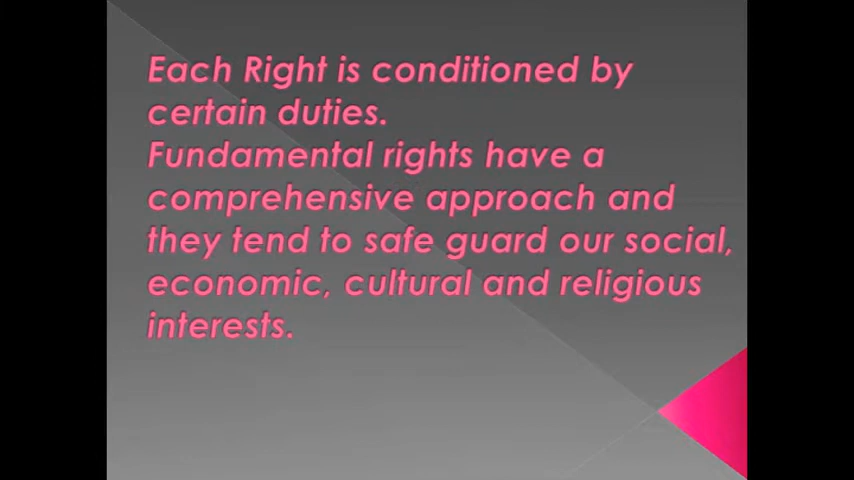 Each Right is conditioned by
certain duties.
Fundamental rights have a
comprehensive approach and
they tend to safe guard our social,
economic, cultural and religious
interests.